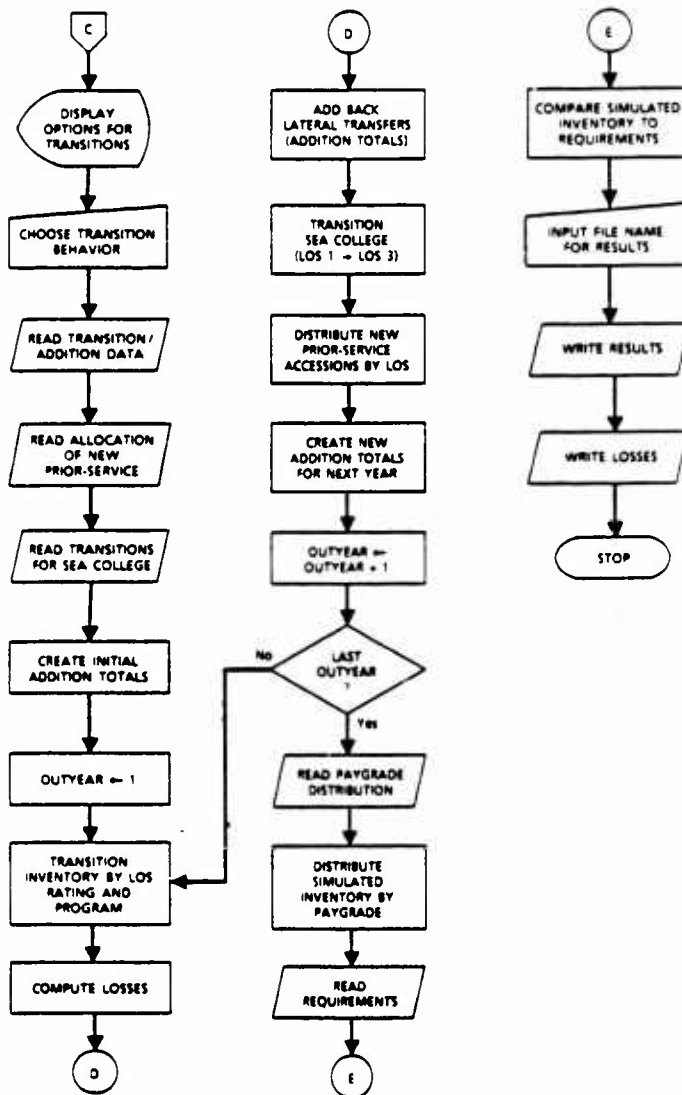 C
DISPLAY
OPTIONS FOR
TRANSITIONS
CHOOSE TRANSITION
BEHAVIOR
READ TRANSITION/
ADDITION DATA
READ ALLOCATION
OF NEW
PRIOR-SERVICE
READ TRANSITIONS
FOR SEA COLLEGE
CREATE INITIAL
ADDITION TOTALS
OUTYEAR ← 1
TRANSITION
INVENTORY BY LOS
RATING AND
PROGRAM
COMPUTE LOSSES
D
D
ADD BACK
LATERAL TRANSFERS
(ADDITION TOTALS)
TRANSITION
SEA COLLEGE
(LOS 1 → LOS 3)
DISTRIBUTE NEW
PRIOR-SERVICE
ACCESSIONS BY LOS
CREATE NEW
ADDITION TOTALS
FOR NEXT YEAR
OUTYEAR ←
OUTYEAR + 1
No
LAST
OUTYEAR
?
Yes
READ PAYGRADE
DISTRIBUTION
DISTRIBUTE
SIMULATED
INVENTORY BY
PAYGRADE
READ
REQUIREMENTS
E
E
COMPARE SIMULATED
INVENTORY TO
REQUIREMENTS
INPUT FILE NAME
FOR RESULTS
WRITE RESULTS
WRITE LOSSES
STOP